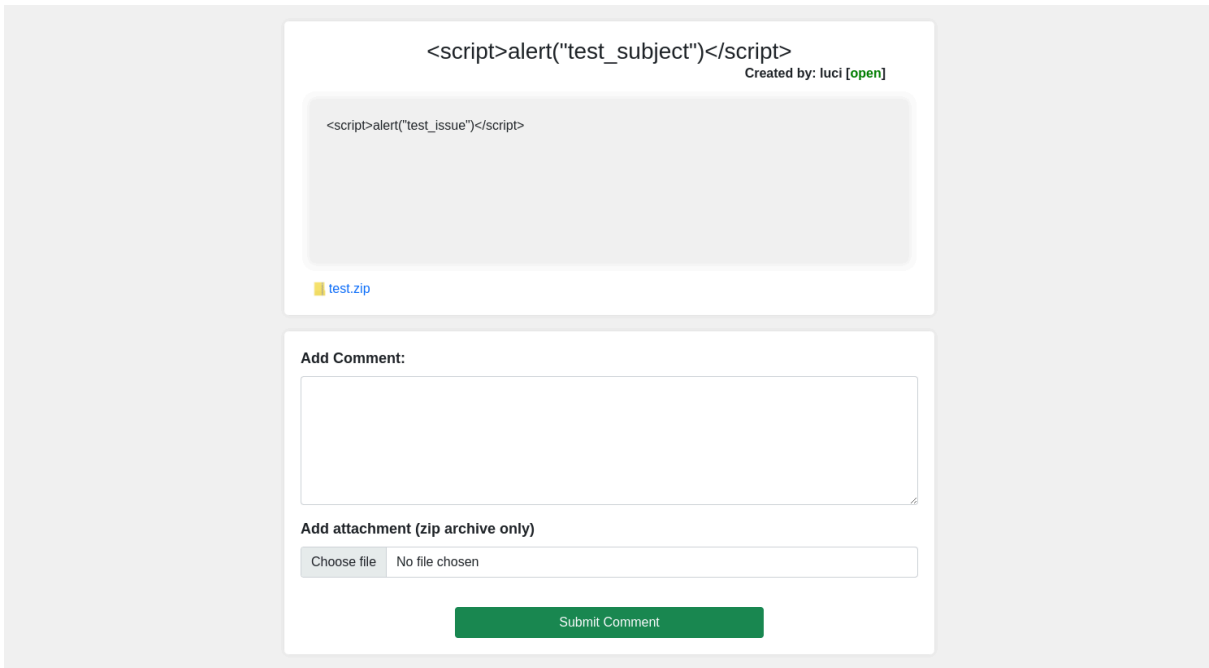 <script>alert("test_subject")</script>
Created by: luci [open]
<script>alert("test_issue")</script>
test.zip
Add Comment:
Add attachment (zip archive only)
Choose file No file chosen
Submit Comment